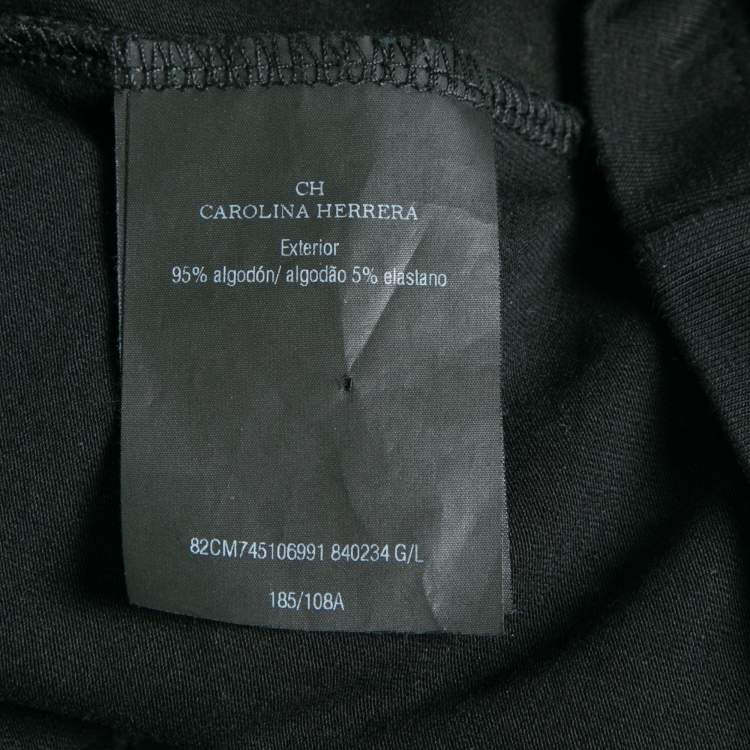 CH
CAROLINA HERRERA
Exterior
95% algodón/ algodão 5% elastano
82CM745106991 840234 G/L
185/108A